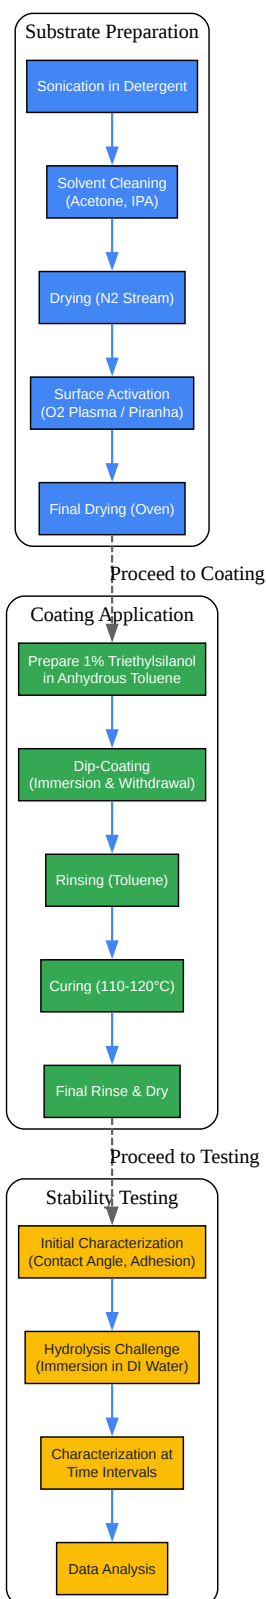 Substrate Preparation
Sonication in Detergent
Solvent Cleaning
(Acetone, IPA)
Drying (N2 Stream)
Surface Activation
(O2 Plasma / Piranha)
Final Drying (Oven)
Proceed to Coating
Coating Application
Prepare 1% Triethylsilanol
in Anhydrous Toluene
Dip-Coating
(Immersion & Withdrawal)
Rinsing (Toluene)
Curing (110-120°C)
Final Rinse & Dry
Proceed to Testing
Stability Testing
Initial Characterization
(Contact Angle, Adhesion)
Hydrolysis Challenge
(Immersion in DI Water)
Characterization at
Time Intervals
Data Analysis